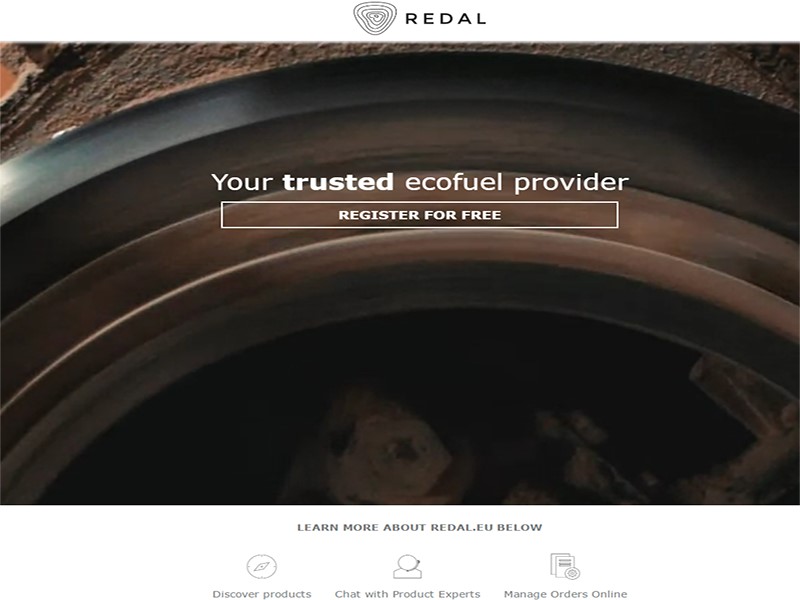 REDAL
Your trusted ecofuel provider
REGISTER FOR FREE
LEARN MORE ABOUT REDAL.EU BELOW
Discover products
Chat with Product Experts
Manage Orders Online